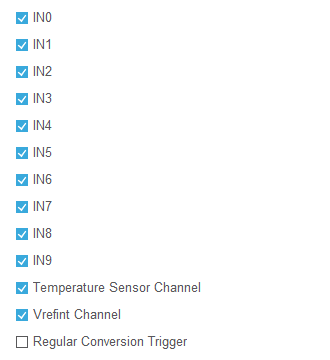 IN0
IN1
IN2
IN3
IN4
IN5
IN6
IN7
IN8
IN9
Temperature Sensor Channel
Vrefint Channel
Regular Conversion Trigger